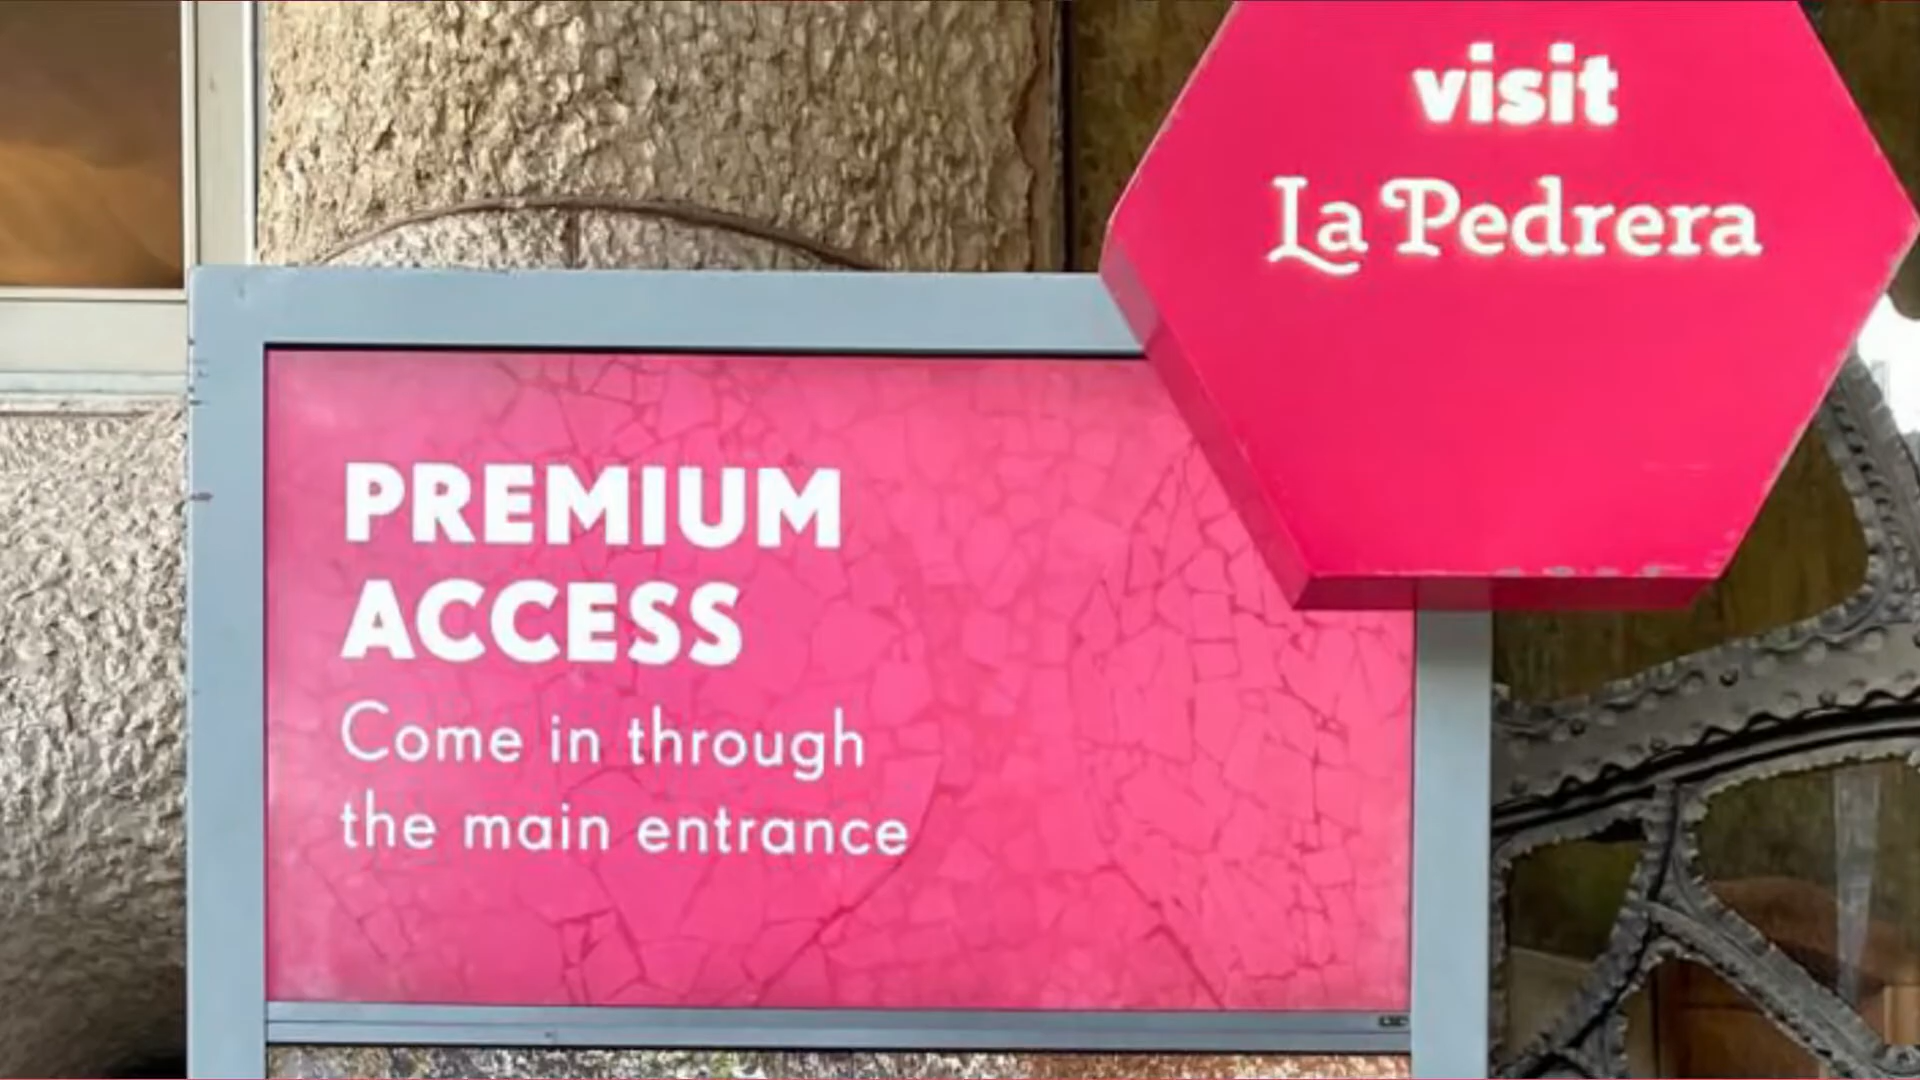 visit
La Pedrera
PREMIUM
ACCESS
Come in through
the main entrance